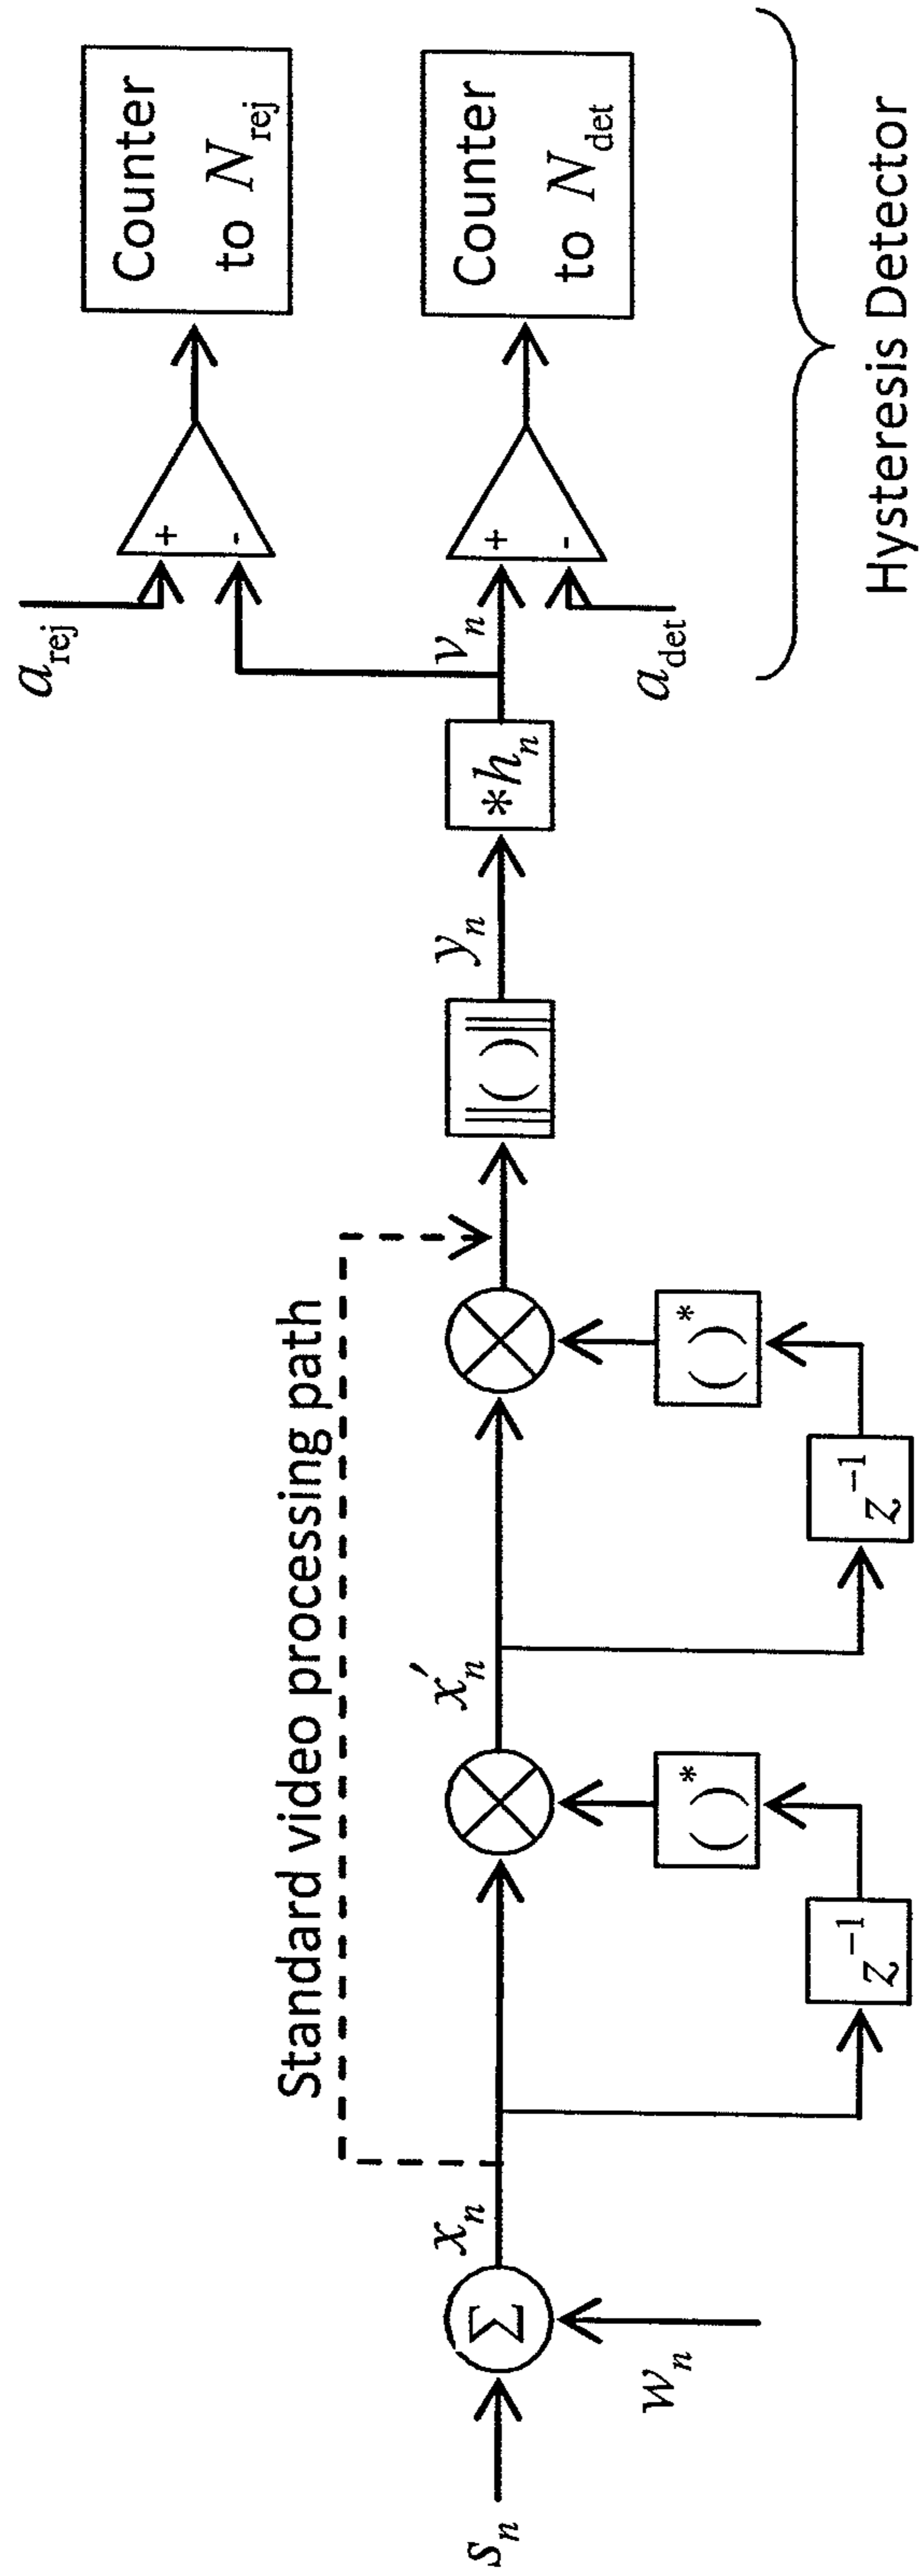 Standard video processing path
s_n
w_n
Σ
x_n
z^{-1}
( )^*
x'_n
z^{-1}
( )^*
‖( )‖
y_n
*h_n
v_n
a_rej
+
-
Counter
to N_rej
a_det
+
-
Counter
to N_det
Hysteresis Detector